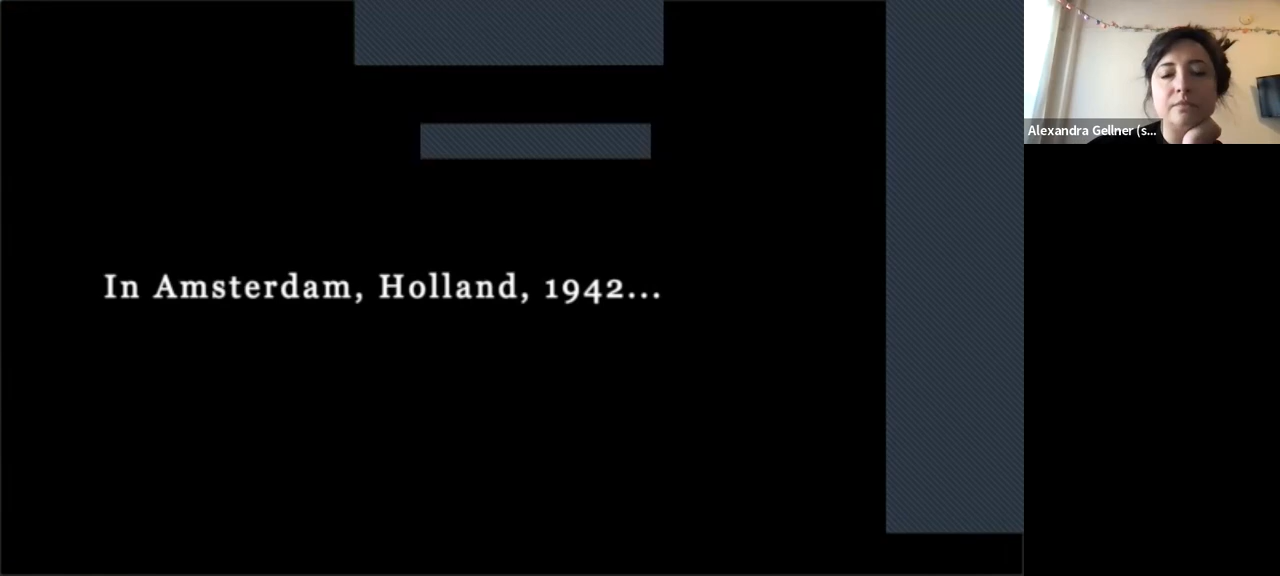 In Amsterdam, Holland, 1942...
Alexandra Gellner (s...